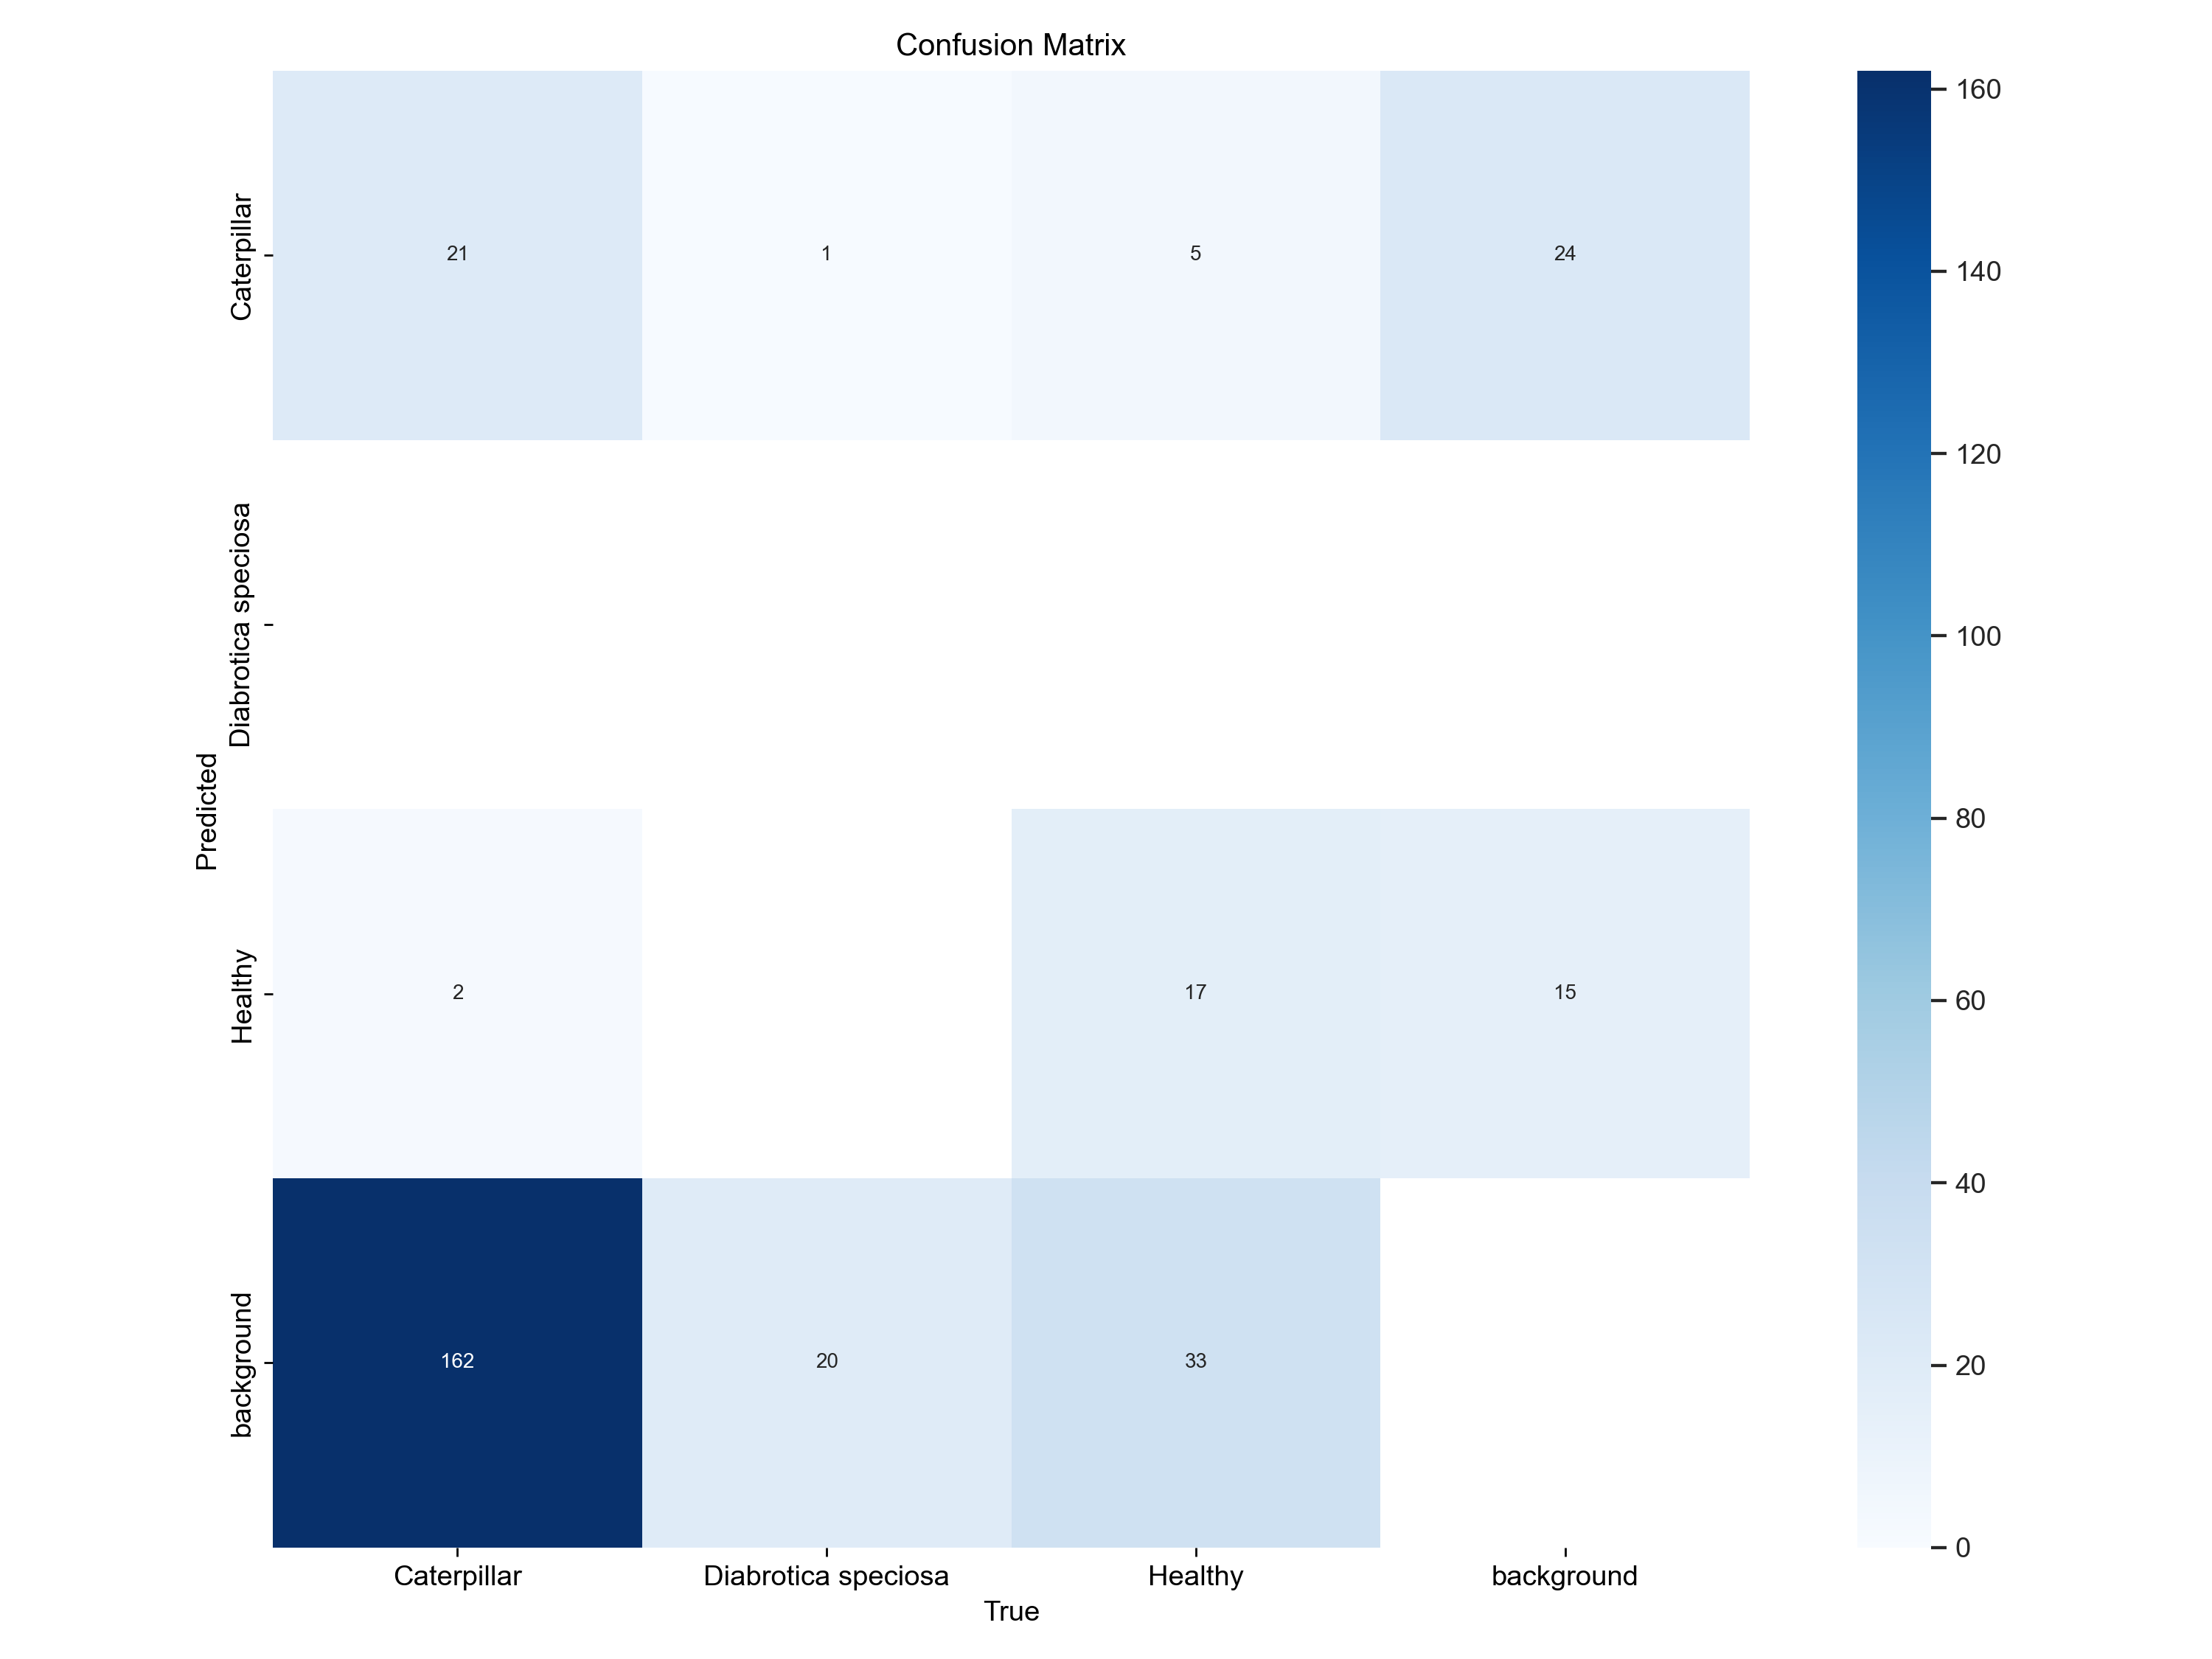 Confusion Matrix
Caterpillar
21
1
5
24
Diabrotica speciosa
Healthy
2
17
15
background
162
20
33
Predicted
Caterpillar
Diabrotica speciosa
Healthy
background
True
160
140
120
100
80
60
40
20
0